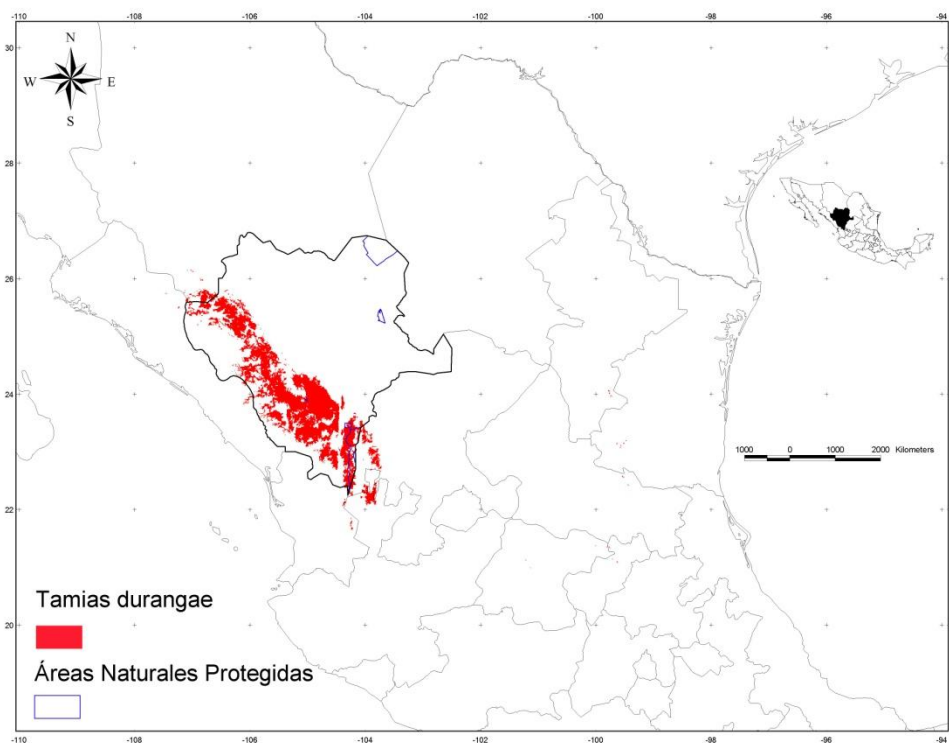 -110 -108 -106 -104 -102 -100 -98 -96 -94
30
N
W E
S
28
26
24
1000 0 1000 2000 Kilometers
22
Tamias durangae
20
Áreas Naturales Protegidas
-110 -108 -106 -104 -102 -100 -98 -96 -94